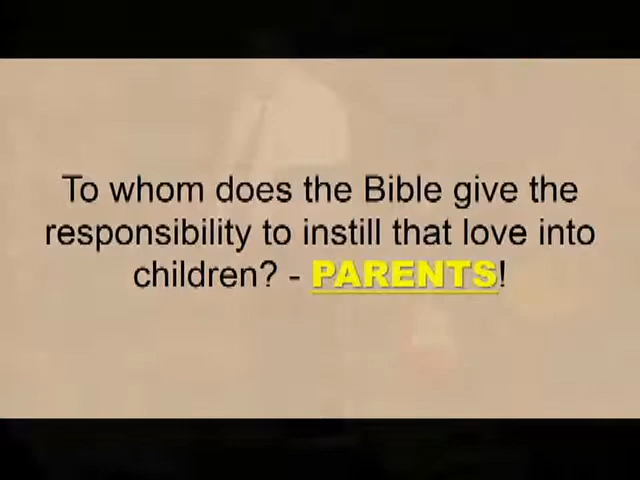 To whom does the Bible give the
responsibility to instill that love into
children? - PARENTS!